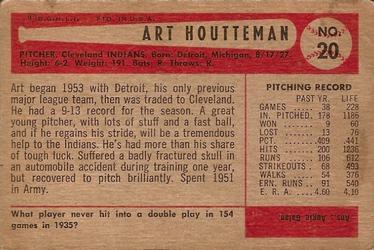 PTD. IN U.S.A.
ART HOUTTEMAN
NO. 20
PITCHER, Cleveland INDIANS. Born: Detroit, Michigan, 8/17/27.
Height: 6-2. Weight: 191. Bats: R. Throws: R.
Art began 1953 with Detroit, his only previous
major league team, then was traded to Cleveland.
He had a 9-13 record for the season. A great
young pitcher, with lots of stuff and a fast ball,
and if he regains his stride, will be a tremendous
help to the Indians. He's had more than his share
of tough luck. Suffered a badly fractured skull in
an automobile accident during training one year,
but recovered to pitch brilliantly. Spent 1951
in Army.
PITCHING RECORD
PAST YR. LIFE
GAMES 38 228
IN. PITCHED 178 1186
WON 9 60
LOST 13 76
PCT. .409 .441
HITS 200 1235
RUNS 106 612
STRIKEOUTS 68 493
WALKS 54 376
ERN. RUNS 91 540
E. R. A. 4.60 4.10
What player never hit into a double play in 154
games in 1935?
Ans.: Augie Galan